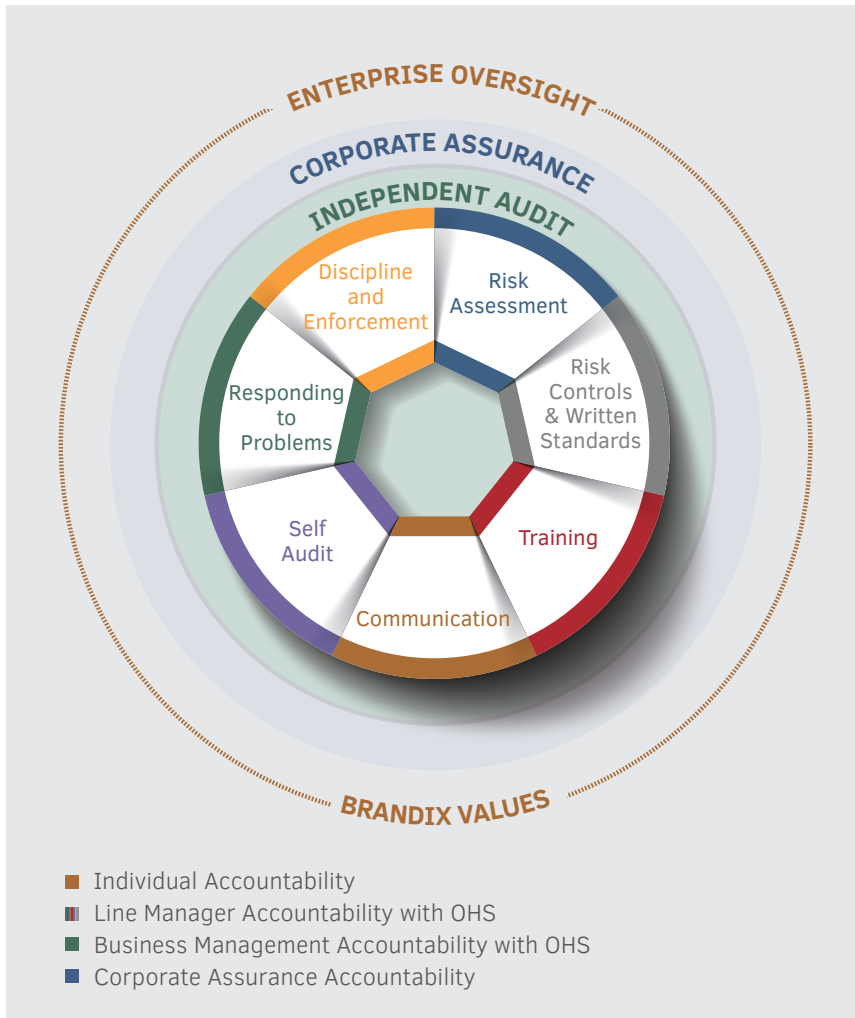 ENTERPRISE OVERSIGHT
CORPORATE ASSURANCE
INDEPENDENT AUDIT
Discipline
and
Enforcement
Risk
Assessment
Risk
Controls
& Written
Standards
Responding
to
Problems
Training
Self
Audit
Communication
BRANDIX VALUES
Individual Accountability
Line Manager Accountability with OHS
Business Management Accountability with OHS
Corporate Assurance Accountability